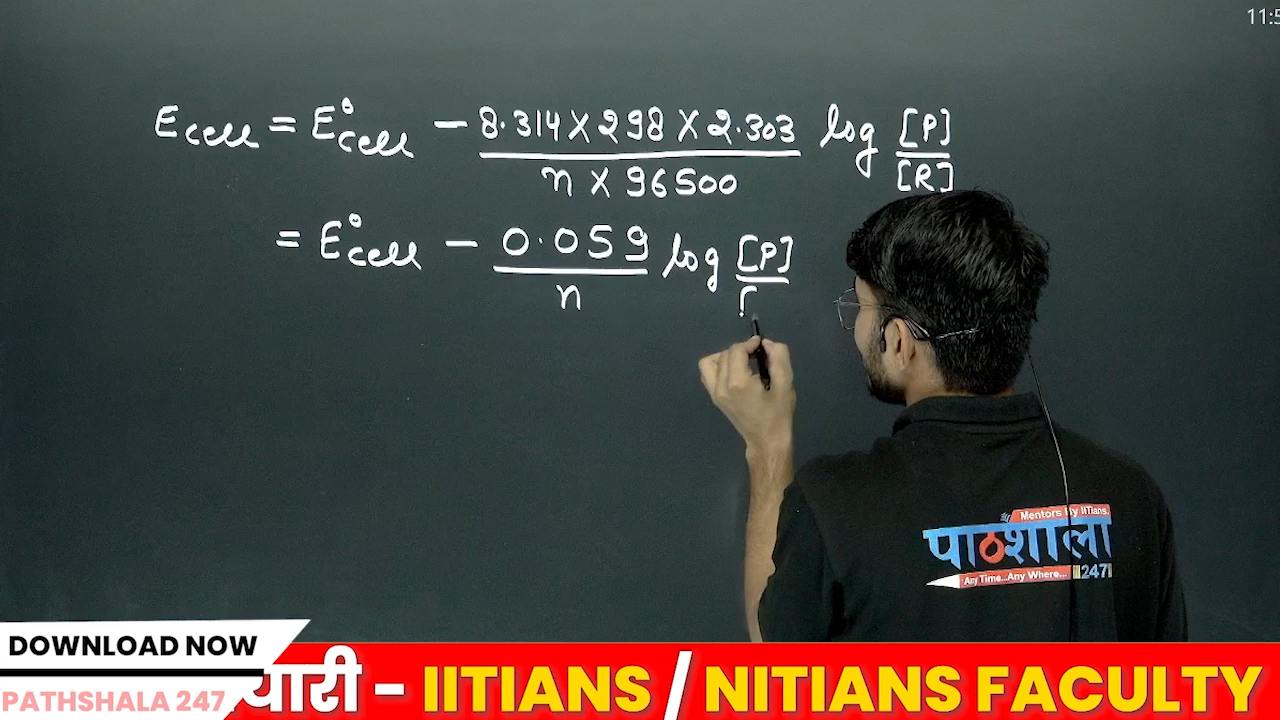 11:5
E cell = E° cell - 8.314 X 298 X 2.303 log [P]
n X 96500 [R]
= E° cell - 0.059 log [P]
n [
Mentors By IITians.
पाठशाला
Any Time...Any Where... 247
DOWNLOAD NOW
PATHSHALA 247
यारी - IITIANS / NITIANS FACULTY